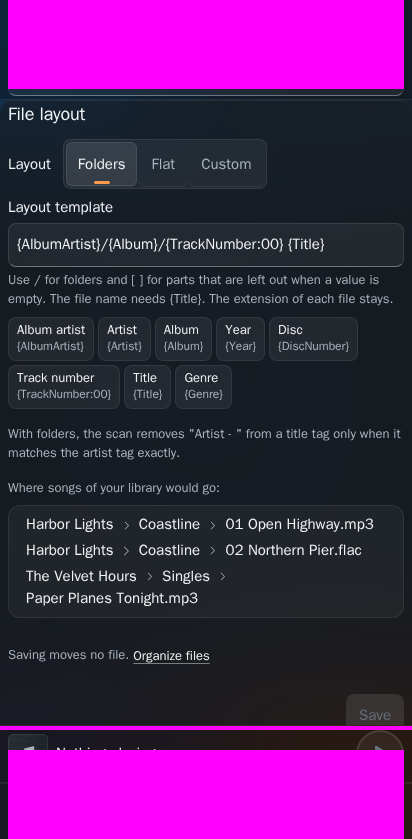 File layout
Layout Folders Flat Custom
Layout template
{AlbumArtist}/{Album}/{TrackNumber:00} {Title}
Use / for folders and [ ] for parts that are left out when a value is
empty. The file name needs {Title}. The extension of each file stays.
Album artist Artist Album Year Disc
{AlbumArtist} {Artist} {Album} {Year} {DiscNumber}
Track number Title Genre
{TrackNumber:00} {Title} {Genre}
With folders, the scan removes "Artist - " from a title tag only when it
matches the artist tag exactly.
Where songs of your library would go:
Harbor Lights > Coastline > 01 Open Highway.mp3
Harbor Lights > Coastline > 02 Northern Pier.flac
The Velvet Hours > Singles >
Paper Planes Tonight.mp3
Saving moves no file. Organize files
Save